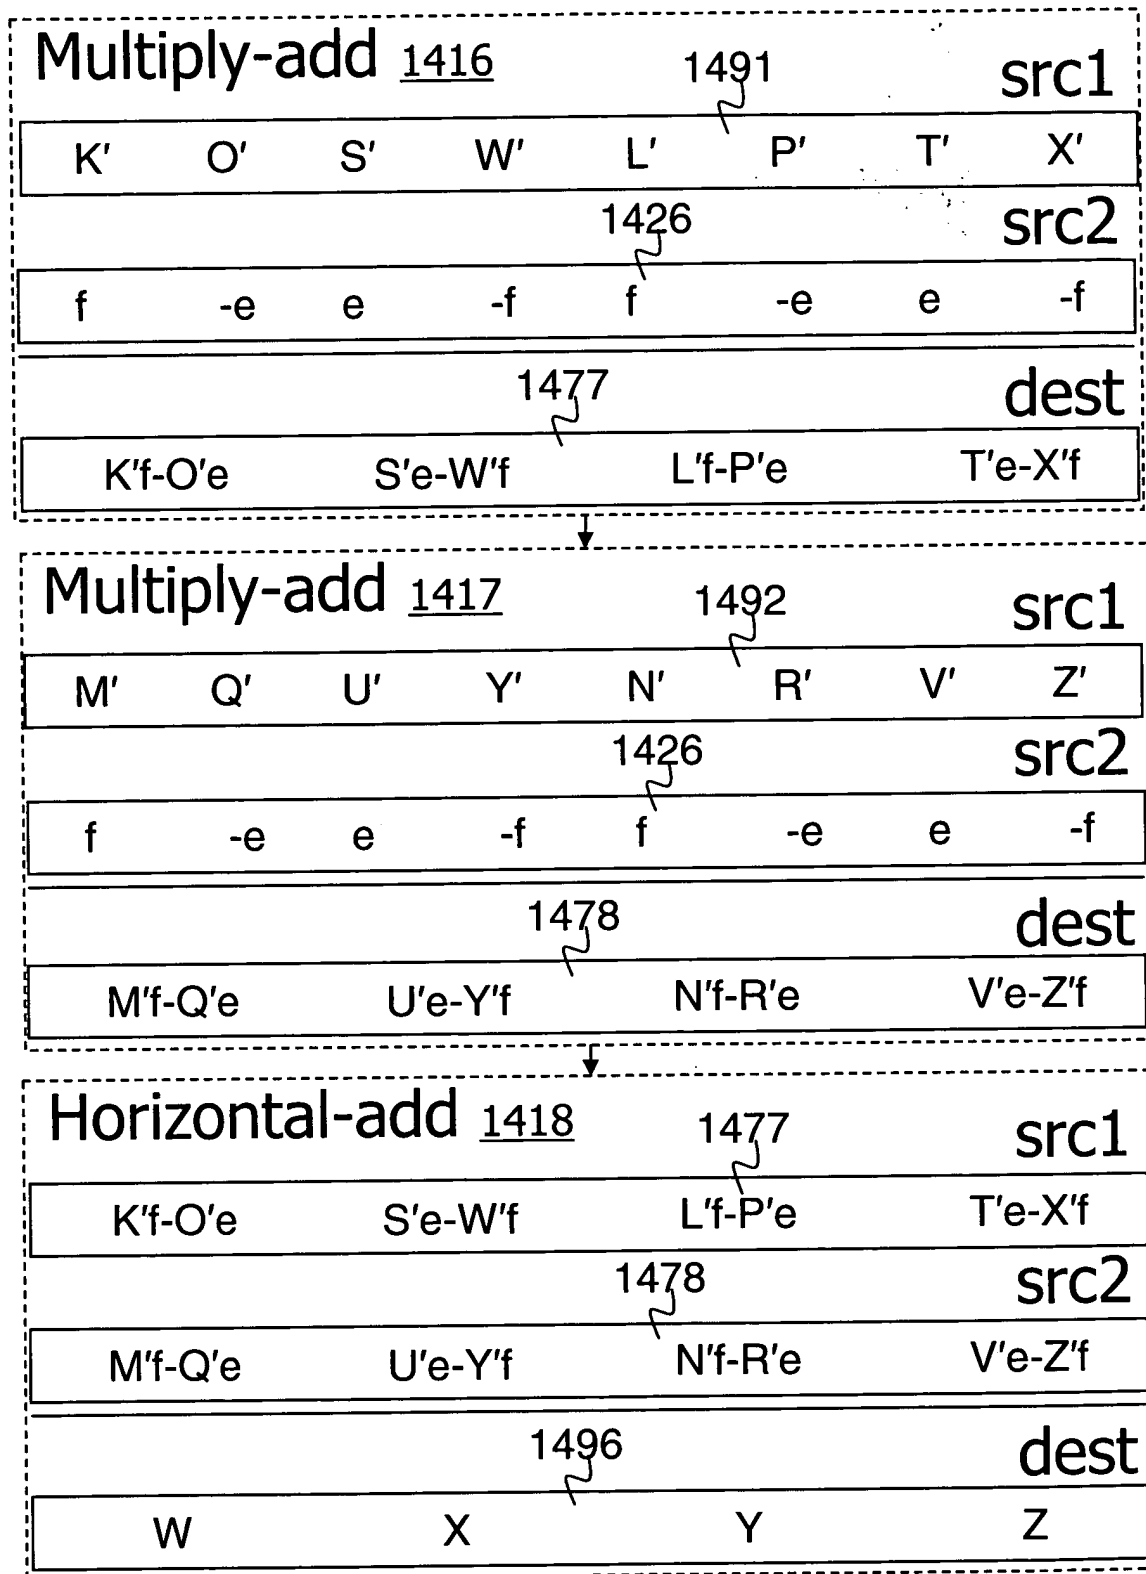 Multiply-add 1416 1491 src1
K' O' S' W' L' P' T' X'
1426 src2
f -e e -f f -e e -f
1477 dest
K'f-O'e S'e-W'f L'f-P'e T'e-X'f
Multiply-add 1417 1492 src1
M' Q' U' Y' N' R' V' Z'
1426 src2
f -e e -f f -e e -f
1478 dest
M'f-Q'e U'e-Y'f N'f-R'e V'e-Z'f
Horizontal-add 1418 1477 src1
K'f-O'e S'e-W'f L'f-P'e T'e-X'f
1478 src2
M'f-Q'e U'e-Y'f N'f-R'e V'e-Z'f
1496 dest
W X Y Z